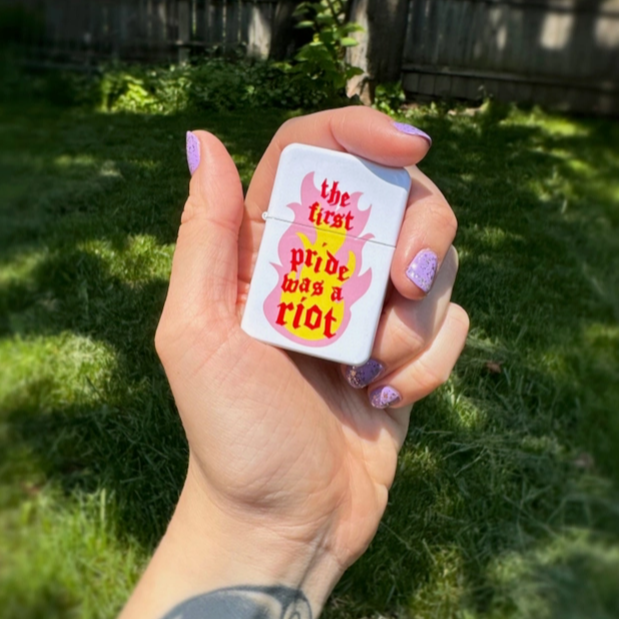 the
first
pride
was a
riot